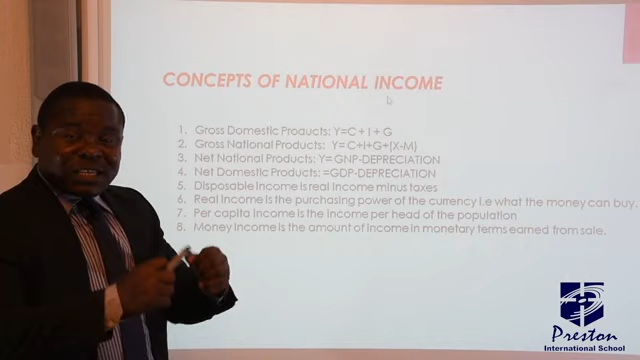 CONCEPTS OF NATIONAL INCOME
1. Gross Domestic Products: Y=C + I + G
2. Gross National Products: Y= C+I+G+(X-M)
3. Net National Products: Y= GNP-DEPRECIATION
4. Net Domestic Products: =GDP-DEPRECIATION
5. Disposable Income is real Income minus taxes
6. Real Income is the purchasing power of the currency i.e what the money can buy.
7. Per capita Income is the Income per head of the population
8. Money Income is the amount of Income in monetary terms earned from sale.
Preston
International School